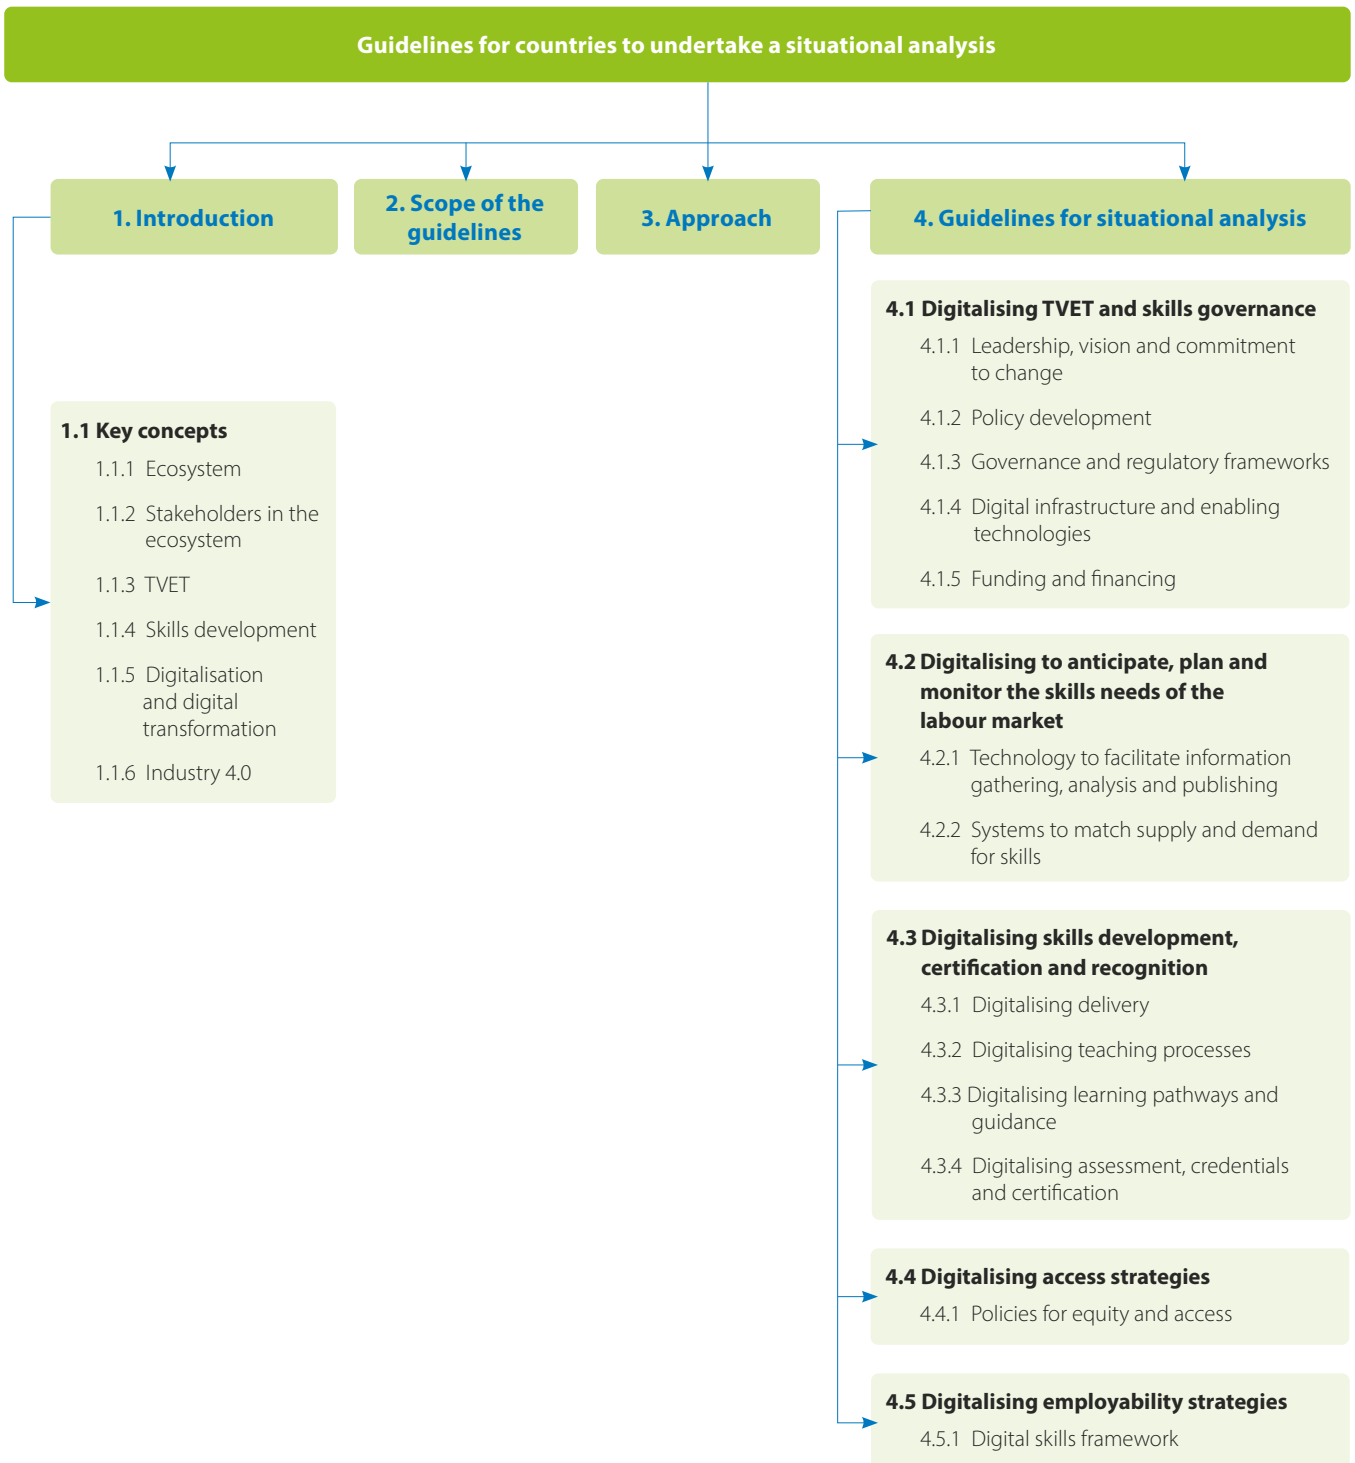 Guidelines for countries to undertake a situational analysis
1. Introduction
2. Scope of the
guidelines
3. Approach
4. Guidelines for situational analysis
1.1 Key concepts
1.1.1 Ecosystem
1.1.2 Stakeholders in the
ecosystem
1.1.3 TVET
1.1.4 Skills development
1.1.5 Digitalisation
and digital
transformation
1.1.6 Industry 4.0
4.1 Digitalising TVET and skills governance
4.1.1 Leadership, vision and commitment
to change
4.1.2 Policy development
4.1.3 Governance and regulatory frameworks
4.1.4 Digital infrastructure and enabling
technologies
4.1.5 Funding and financing
4.2 Digitalising to anticipate, plan and
monitor the skills needs of the
labour market
4.2.1 Technology to facilitate information
gathering, analysis and publishing
4.2.2 Systems to match supply and demand
for skills
4.3 Digitalising skills development,
certification and recognition
4.3.1 Digitalising delivery
4.3.2 Digitalising teaching processes
4.3.3 Digitalising learning pathways and
guidance
4.3.4 Digitalising assessment, credentials
and certification
4.4 Digitalising access strategies
4.4.1 Policies for equity and access
4.5 Digitalising employability strategies
4.5.1 Digital skills framework